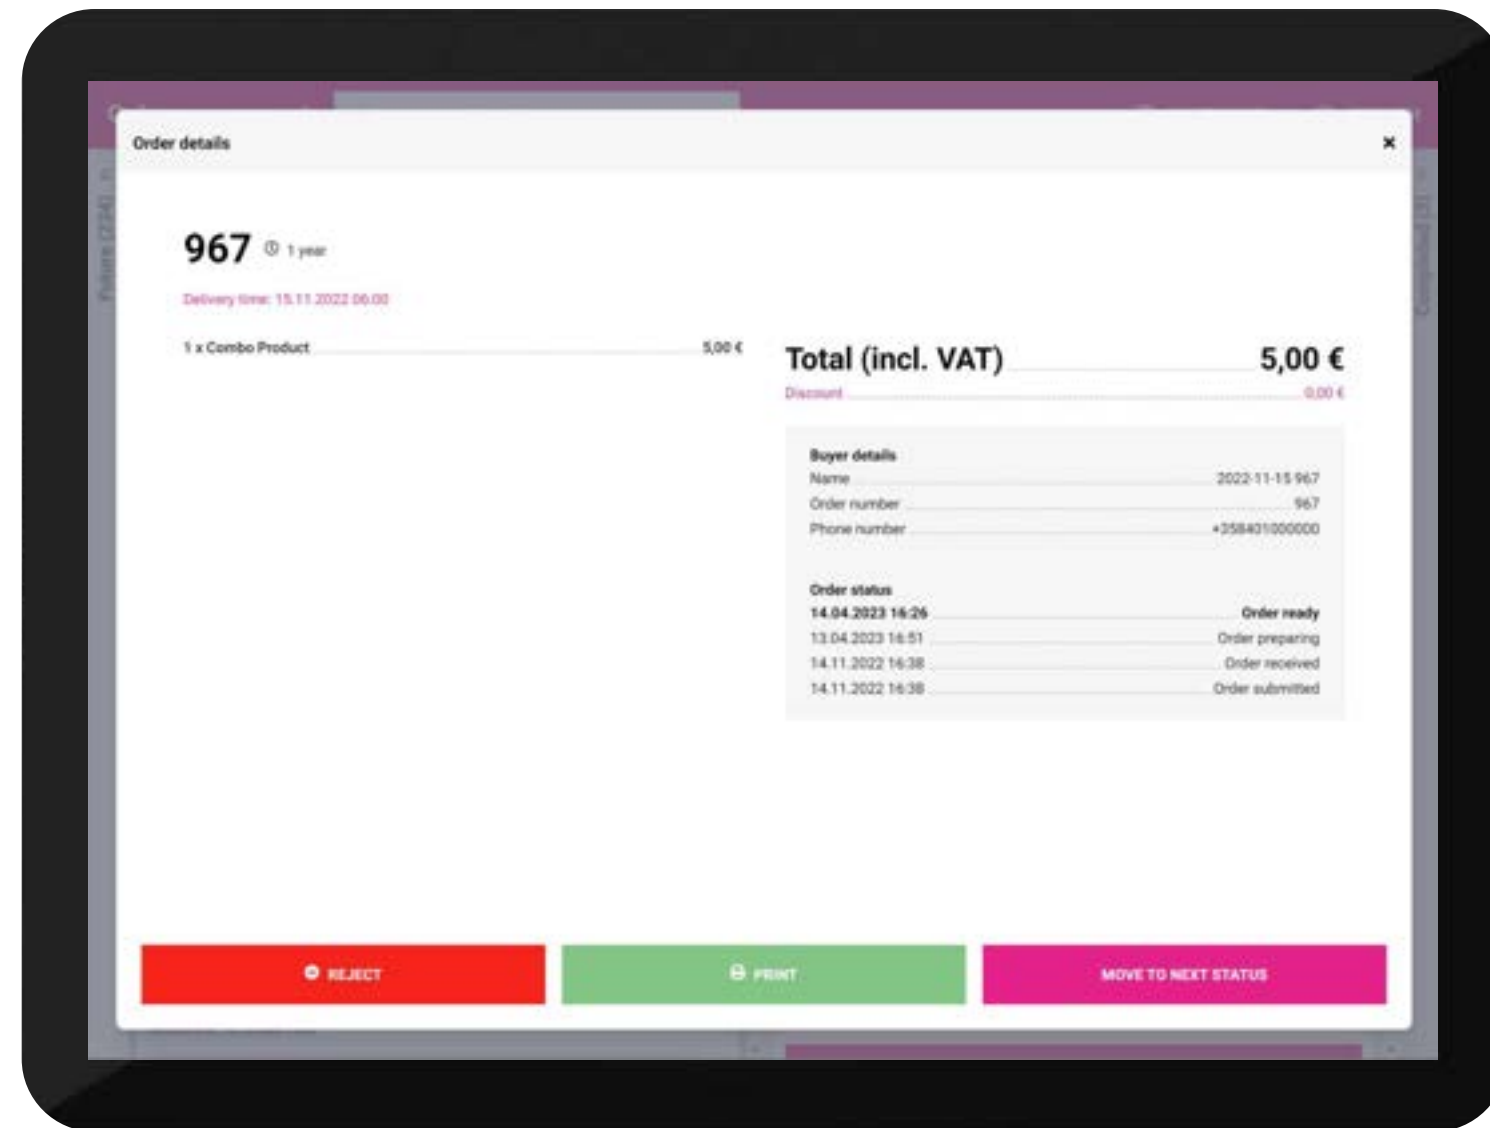 Order details ×
967 1 year
Delivery time: 15.11.2022 06:00
1 x Combo Product 5,00 €
Total (incl. VAT) 5,00 €
Discount 0,00 €
Buyer details
Name 2022-11-15 967
Order number 967
Phone number +358401000000
Order status
14.04.2023 16:26 Order ready
13.04.2023 16:51 Order preparing
14.11.2022 16:38 Order received
14.11.2022 16:38 Order submitted
REJECT
PRINT
MOVE TO NEXT STATUS
Future (224)